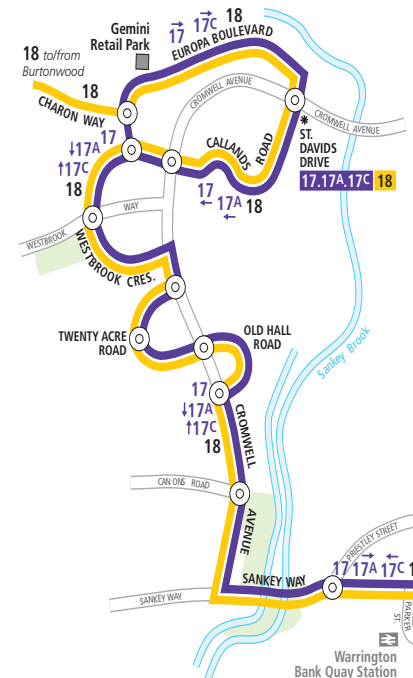 Gemini
Retail Park
→ →
17 17C 18
EUROPA BOULEVARD
18 to/from
Burtonwood
18
CHARON WAY
CROMWELL AVENUE
CROMWELL AVENUE
17
↓17A
↑17C
18
CALLANDS
ROAD
*
ST.
DAVIDS
DRIVE
17.17A.17C 18
17 17A 18
← ←
WESTBROOK
WAY
WESTBROOK CRES.
TWENTY ACRE
ROAD
OLD HALL
ROAD
Sankey Brook
17
↓17A
↑17C
18
CROMWELL
AVENUE
CANONS ROAD
SANKEY WAY
SANKEY WAY
PRIESTLEY STREET
→ ←
17 17A 17C 1
PARKER
ST.
Warrington
Bank Quay Station